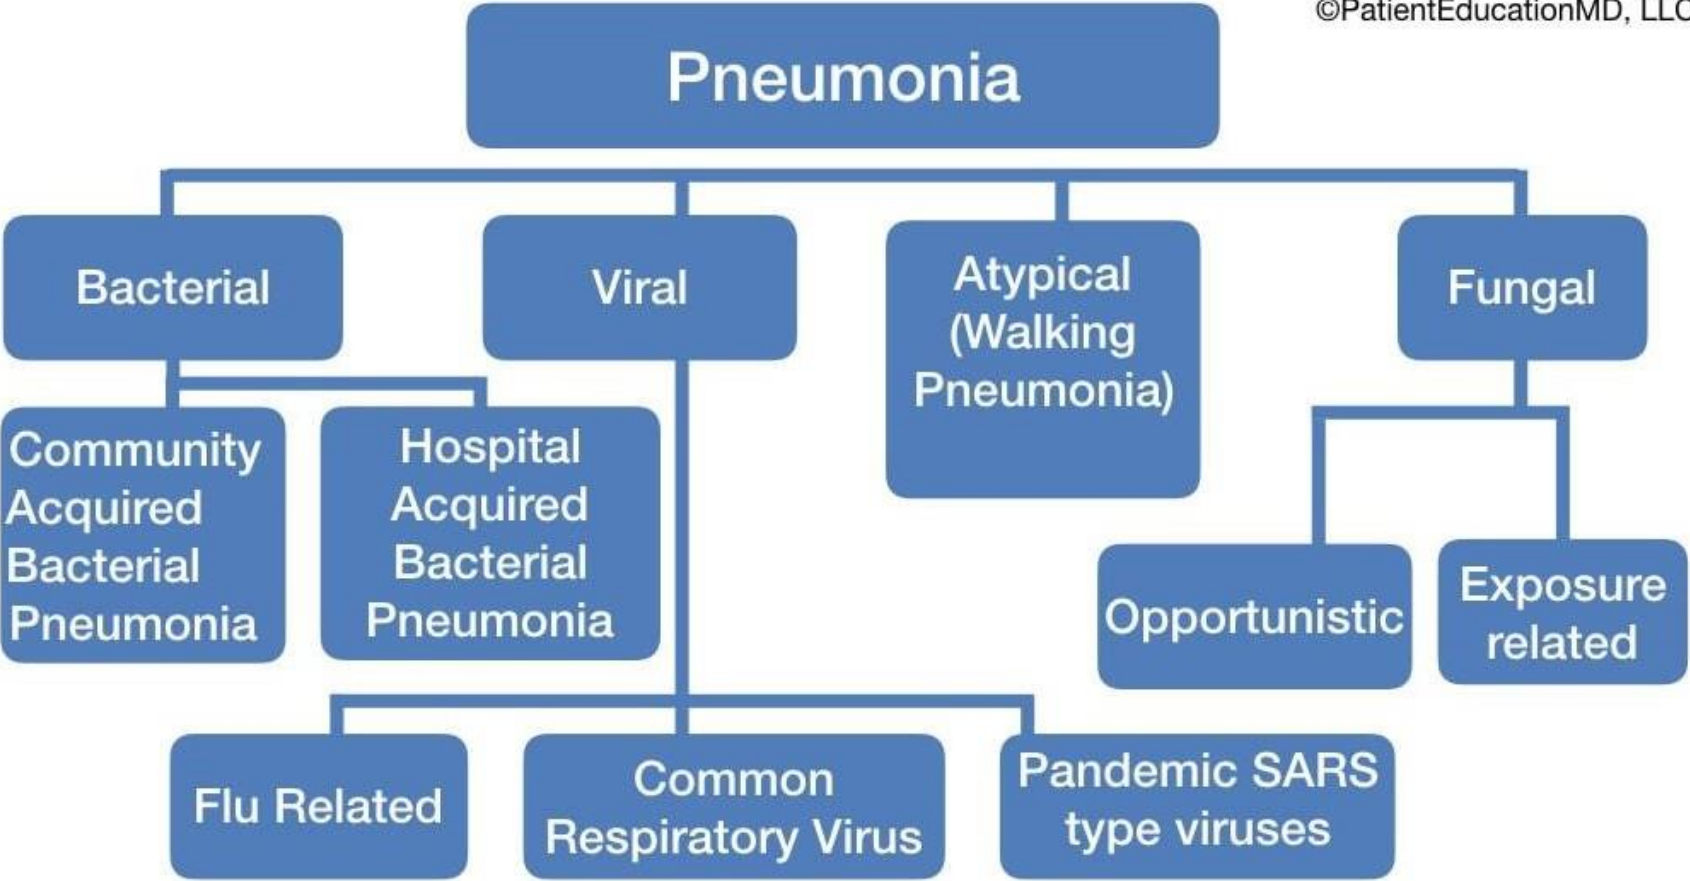 ©PatientEducationMD, LLC
Pneumonia
Bacterial
Viral
Atypical
(Walking
Pneumonia)
Fungal
Community
Acquired
Bacterial
Pneumonia
Hospital
Acquired
Bacterial
Pneumonia
Opportunistic
Exposure
related
Flu Related
Common
Respiratory Virus
Pandemic SARS
type viruses